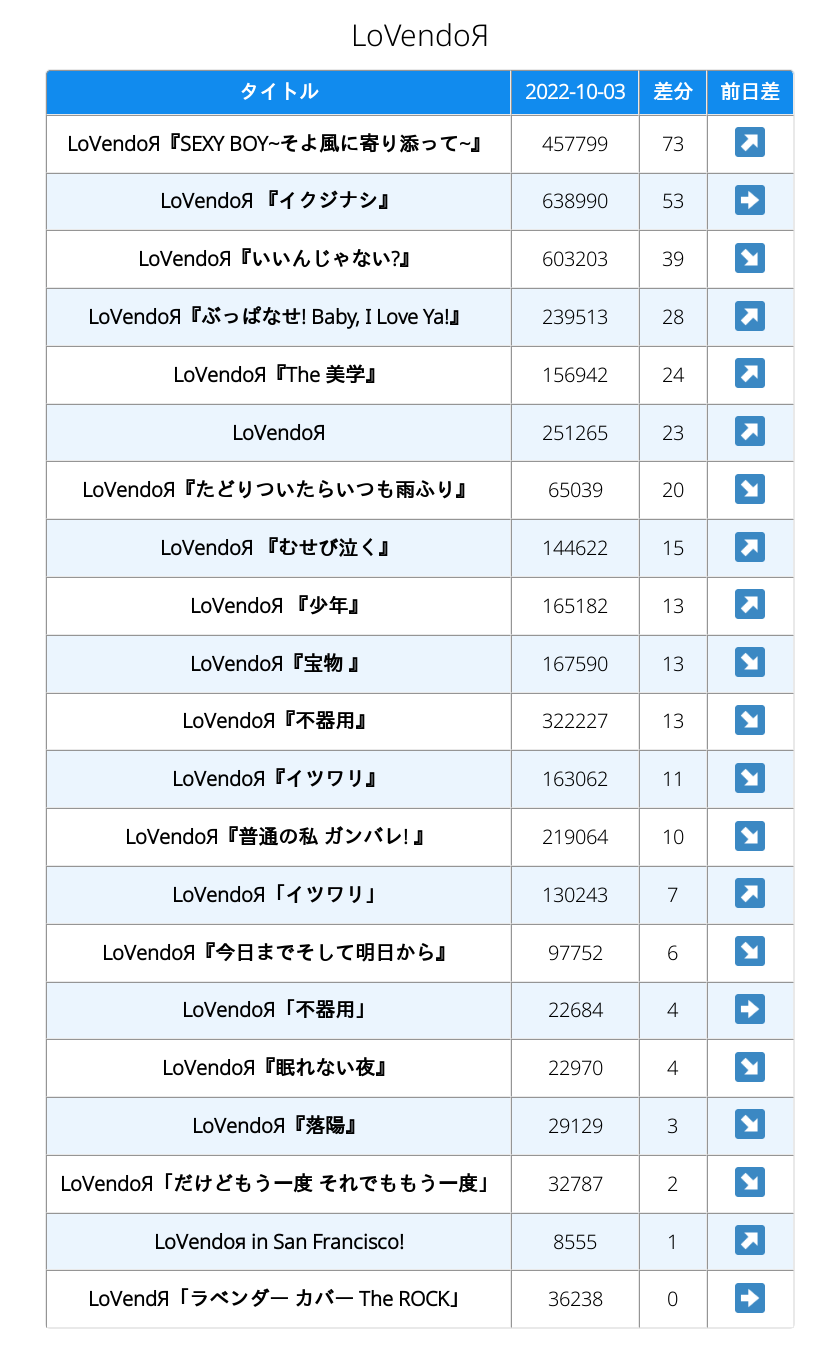 LoVendoЯ
タイトル 2022-10-03 差分 前日差
LoVendoЯ『SEXY BOY~そよ風に寄り添って~』 457799 73
LoVendoЯ 『イクジナシ』 638990 53
LoVendoЯ『いいんじゃない?』 603203 39
LoVendoЯ『ぶっぱなせ! Baby, I Love Ya!』 239513 28
LoVendoЯ『The 美学』 156942 24
LoVendoЯ 251265 23
LoVendoЯ『たどりついたらいつも雨ふり』 65039 20
LoVendoЯ 『むせび泣く』 144622 15
LoVendoЯ 『少年』 165182 13
LoVendoЯ『宝物 』 167590 13
LoVendoЯ『不器用』 322227 13
LoVendoЯ『イツワリ』 163062 11
LoVendoЯ『普通の私 ガンバレ! 』 219064 10
LoVendoЯ「イツワリ」 130243 7
LoVendoЯ『今日までそして明日から』 97752 6
LoVendoЯ「不器用」 22684 4
LoVendoЯ『眠れない夜』 22970 4
LoVendoЯ『落陽』 29129 3
LoVendoЯ「だけどもう一度 それでももう一度」 32787 2
LoVendoя in San Francisco! 8555 1
LoVendЯ「ラベンダー カバー The ROCK」 36238 0